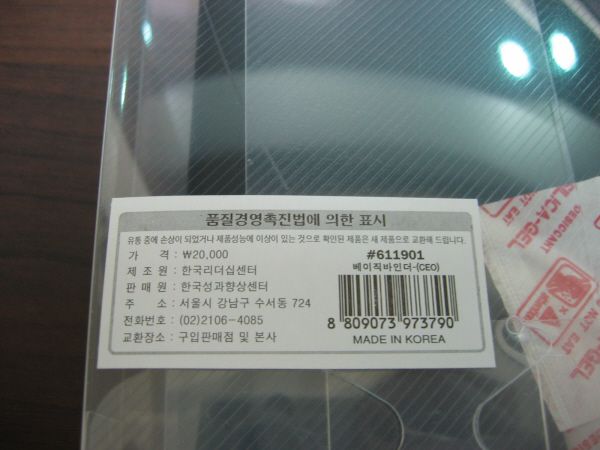 품질경영촉진법에 의한 표시
유통 중에 손상이 되었거나 제품성능에 이상이 있는 것으로 확인된 제품은 새 제품으로 교환해 드립니다.
가 격 : ₩20,000
제 조 원 : 한국리더십센터
판 매 원 : 한국성과향상센터
주 소 : 서울시 강남구 수서동 724
전화번호 : (02)2106-4085
교환장소 : 구입판매점 및 본사
#611901
베이직바인더-(CEO)
8 809073 973790
MADE IN KOREA
SILICA-GEL
DESICCANT
DO NOT EAT